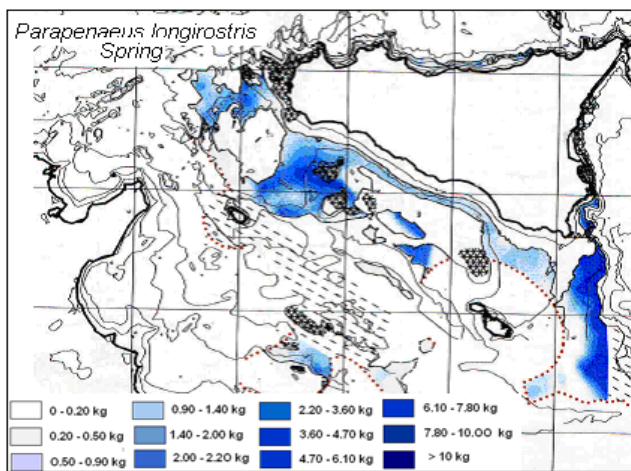 Parapenaeus longirostris
Spring
0 - 0.20 kg
0.90 - 1.40 kg
2.20 - 3.60 kg
6.10 - 7.80 kg
0.20 - 0.50 kg
1.40 - 2.00 kg
3.60 - 4.70 kg
7.80 - 10.00 kg
0.50 - 0.90 kg
2.00 - 2.20 kg
4.70 - 6.10 kg
> 10 kg